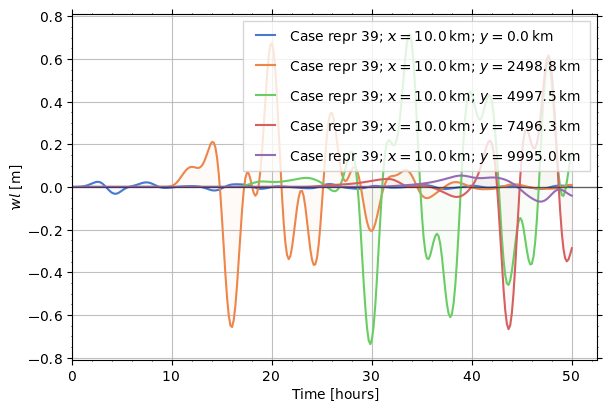 0.8
0.6
0.4
0.2
0.0
−0.2
−0.4
−0.6
−0.8
wl [m]
Case repr 39; x = 10.0 km; y = 0.0 km
Case repr 39; x = 10.0 km; y = 2498.8 km
Case repr 39; x = 10.0 km; y = 4997.5 km
Case repr 39; x = 10.0 km; y = 7496.3 km
Case repr 39; x = 10.0 km; y = 9995.0 km
0 10 20 30 40 50
Time [hours]